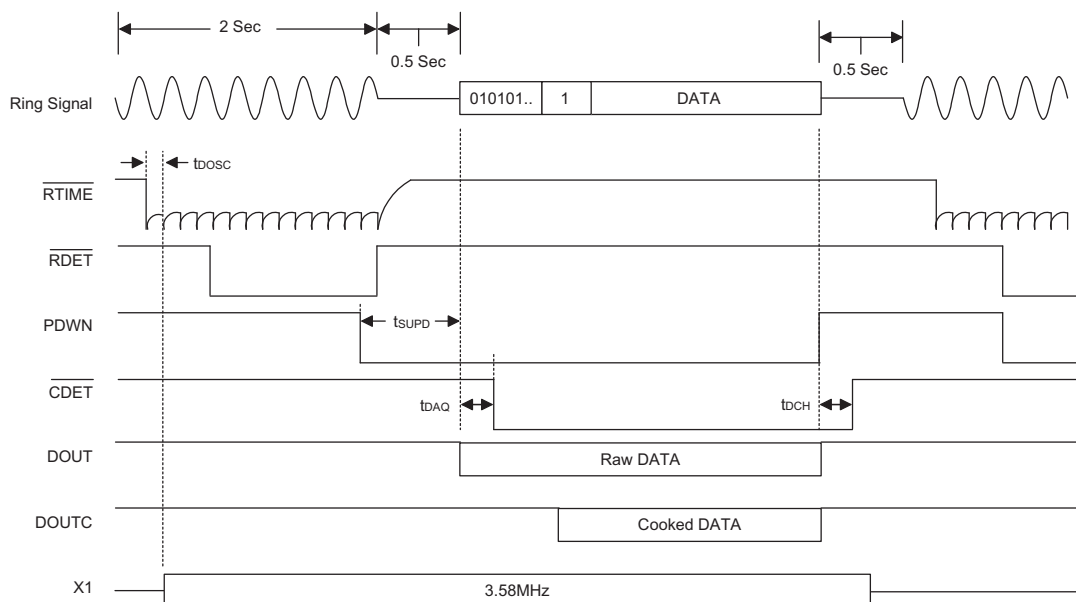 2 Sec
0.5 Sec
0.5 Sec
Ring Signal
010101.. 1 DATA
tDOSC
RTIME
RDET
PDWN
tSUPD
CDET
tDAQ
tDCH
DOUT
Raw DATA
DOUTC
Cooked DATA
X1
3.58MHz